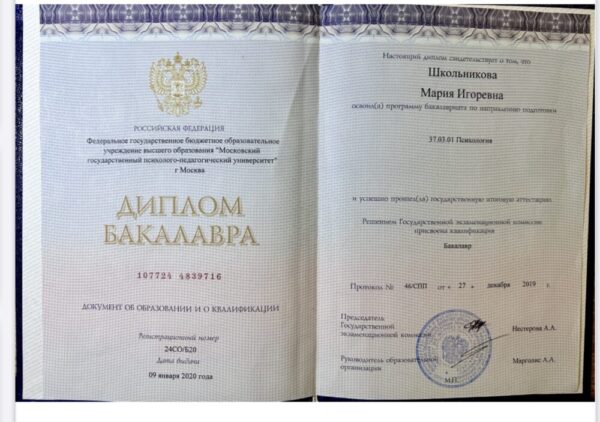 РОССИЙСКАЯ ФЕДЕРАЦИЯ
Федеральное государственное бюджетное образовательное
учреждение высшего образования "Московский
государственный психолого-педагогический университет"
г Москва
ДИПЛОМ
БАКАЛАВРА
107724 4839716
ДОКУМЕНТ ОБ ОБРАЗОВАНИИ И О КВАЛИФИКАЦИИ
Регистрационный номер
24СО/Б20
Дата выдачи
09 января 2020 года
Настоящий диплом свидетельствует о том, что
Школьникова
Мария Игоревна
освоил(а) программу бакалавриата по направлению подготовки
37.03.01 Психология
и успешно прошел(ла) государственную итоговую аттестацию
Решением Государственной экзаменационной комиссии
присвоена квалификация
Бакалавр
Протокол № 46/СПП от « 27 » декабря 2019 г.
Председатель
Государственной
экзаменационной комиссии
Нестерова А.А.
Руководитель образовательной
организации
Марголис А.А.
М.П.